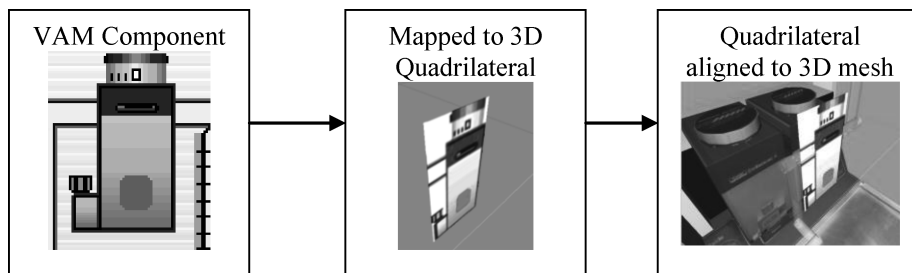 VAM Component
Mapped to 3D
Quadrilateral
Quadrilateral
aligned to 3D mesh